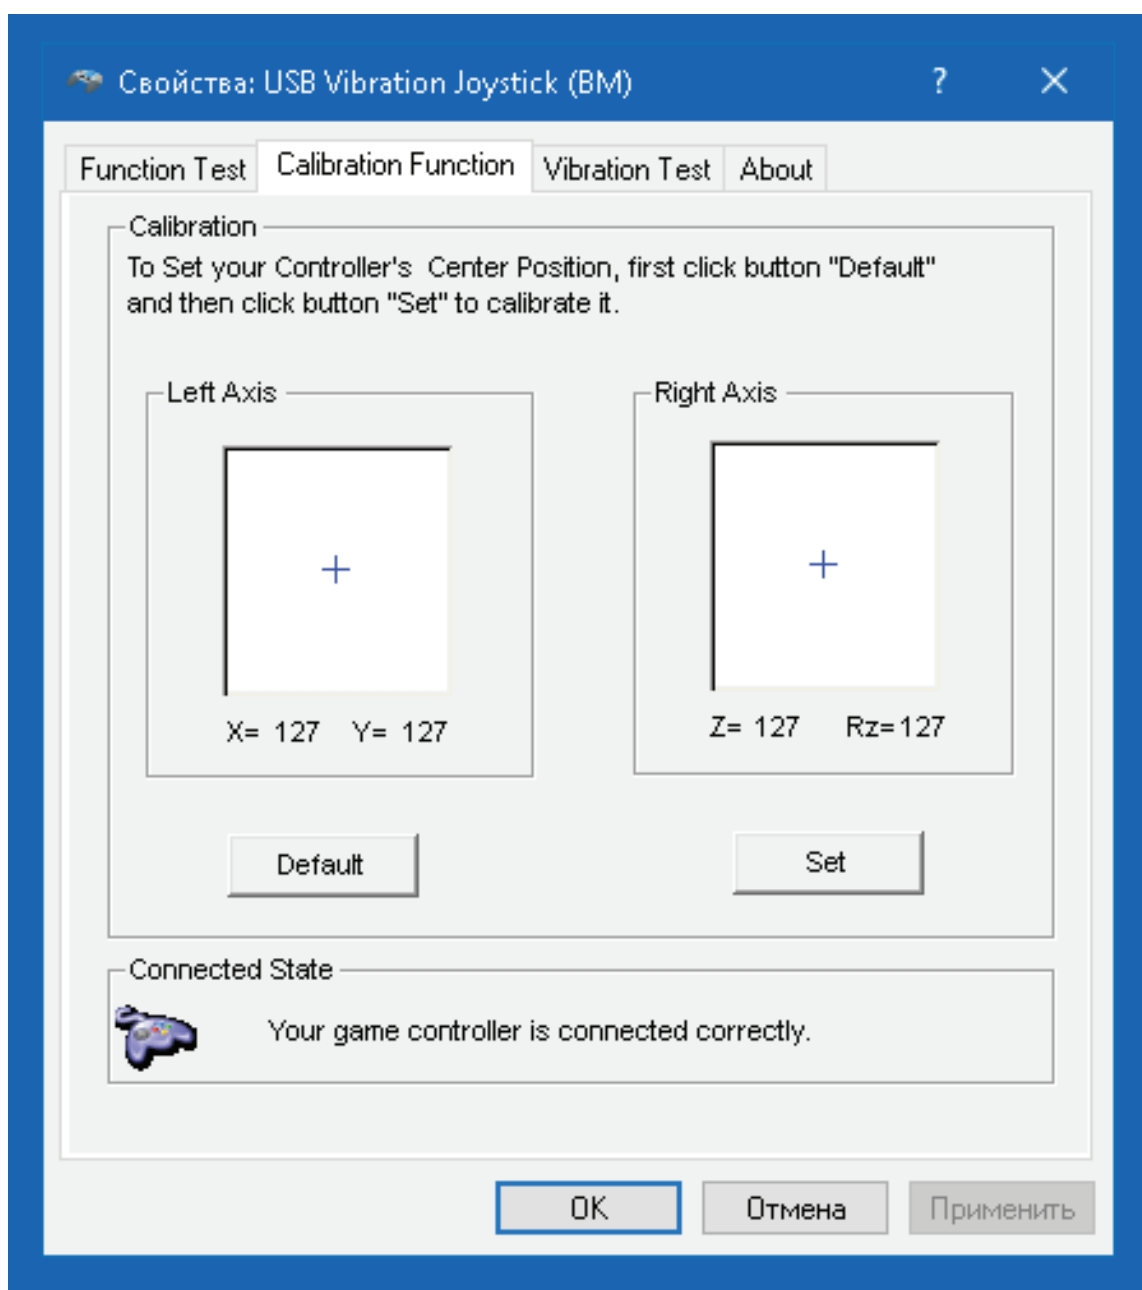 Свойства: USB Vibration Joystick (BM)
Function Test Calibration Function Vibration Test About
Calibration
To Set your Controller's Center Position, first click button "Default"
and then click button "Set" to calibrate it.
Left Axis Right Axis
X= 127 Y= 127 Z= 127 Rz=127
Default Set
Connected State
Your game controller is connected correctly.
OK Отмена Применить